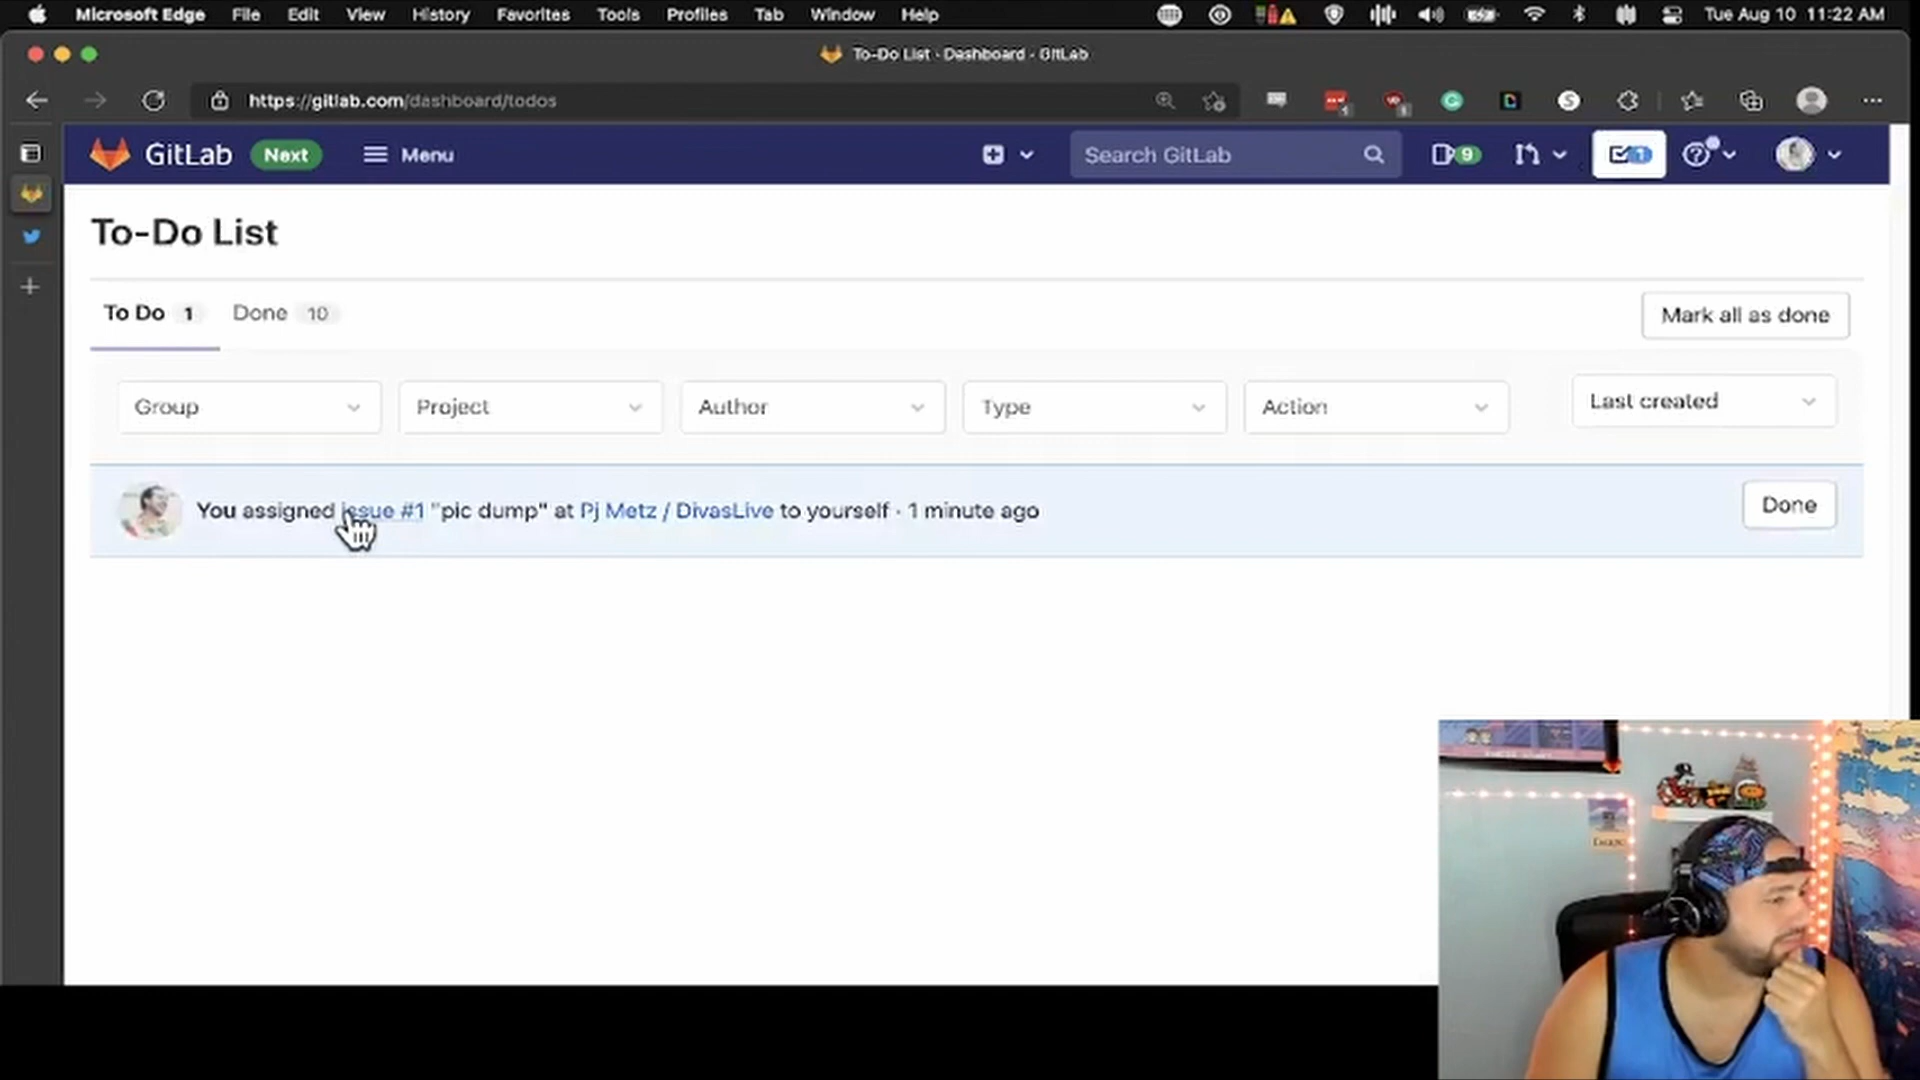 Microsoft Edge File Edit View History Favorites Tools Profiles Tab Window Help Tue Aug 10 11:22 AM
To-Do List · Dashboard · GitLab
https://gitlab.com/dashboard/todos
GitLab Next Menu Search GitLab 9 1
To-Do List
To Do 1 Done 10 Mark all as done
Group Project Author Type Action Last created
You assigned issue #1 "pic dump" at Pj Metz / DivasLive to yourself · 1 minute ago Done